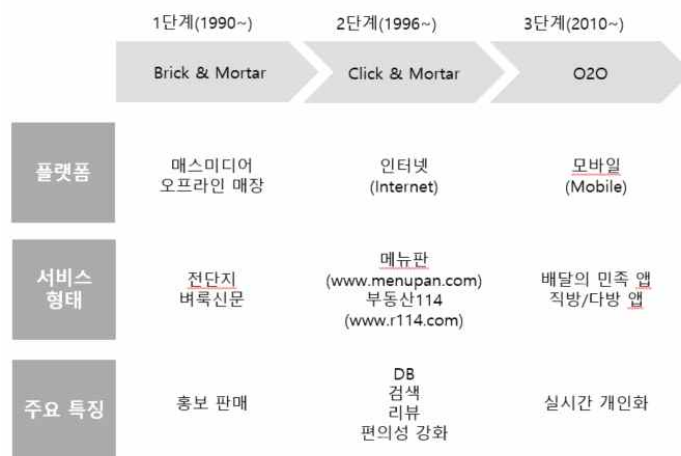 1단계(1990~) 2단계(1996~) 3단계(2010~)
Brick & Mortar Click & Mortar O2O
플랫폼
매스미디어
오프라인 매장
인터넷
(Internet)
모바일
(Mobile)
서비스
형태
전단지
벼룩신문
메뉴판
(www.menupan.com)
부동산114
(www.r114.com)
배달의 민족 앱
직방/다방 앱
주요 특징
홍보 판매
DB
검색
리뷰
편의성 강화
실시간 개인화